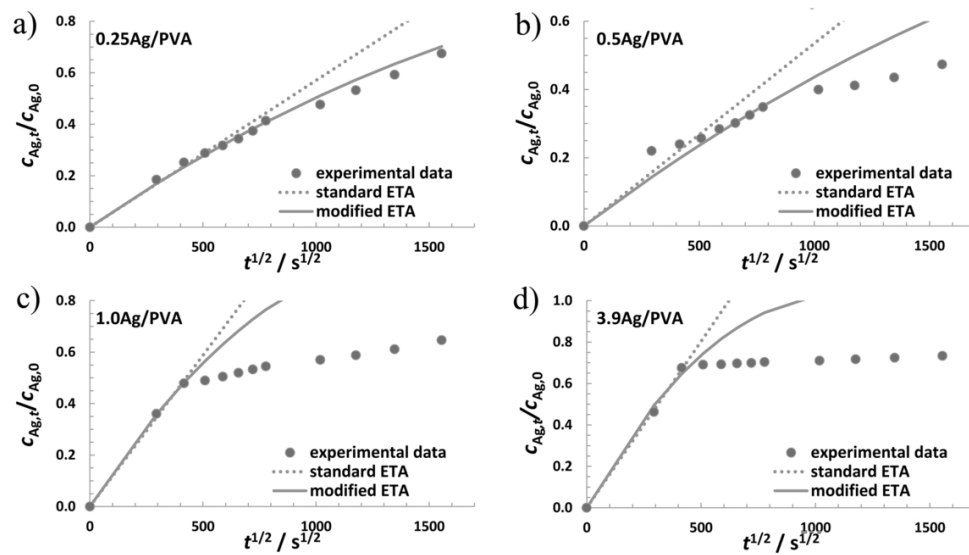 a)
0.25Ag/PVA
0.8
0.6
0.4
0.2
0.0
c_Ag,t/c_Ag,0
experimental data
standard ETA
modified ETA
0
500
1000
1500
t^1/2 / s^1/2
b)
0.5Ag/PVA
0.6
0.4
0.2
0.0
c_Ag,t/c_Ag,0
experimental data
standard ETA
modified ETA
0
500
1000
1500
t^1/2 / s^1/2
c)
1.0Ag/PVA
0.8
0.6
0.4
0.2
0.0
c_Ag,t/c_Ag,0
experimental data
standard ETA
modified ETA
0
500
1000
1500
t^1/2 / s^1/2
d)
3.9Ag/PVA
1.0
0.8
0.6
0.4
0.2
0.0
c_Ag,t/c_Ag,0
experimental data
standard ETA
modified ETA
0
500
1000
1500
t^1/2 / s^1/2